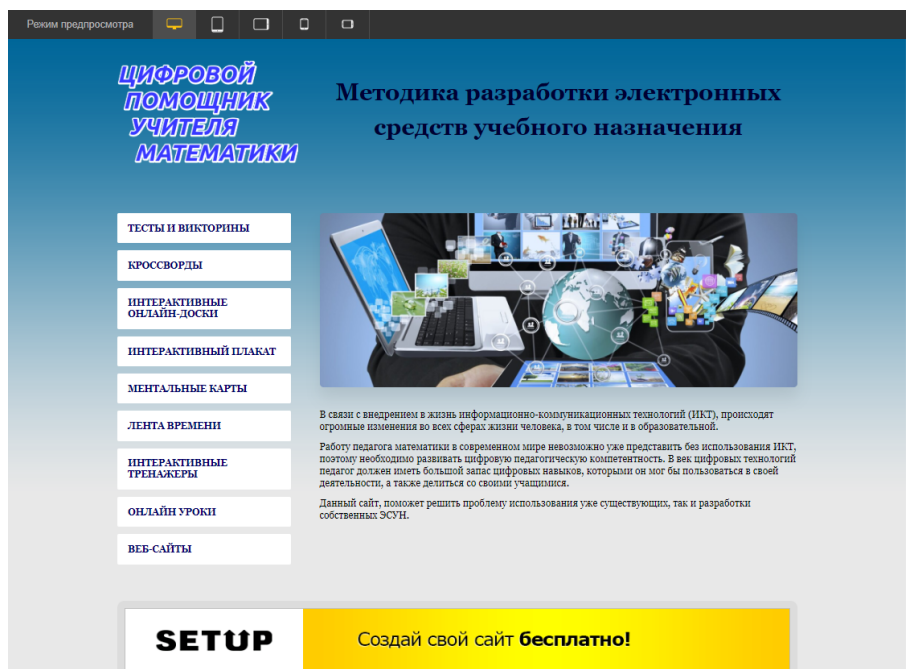 Режим предпросмотра
ЦИФРОВОЙ
ПОМОЩНИК
УЧИТЕЛЯ
МАТЕМАТИКИ
Методика разработки электронных
средств учебного назначения
ТЕСТЫ И ВИКТОРИНЫ
КРОССВОРДЫ
ИНТЕРАКТИВНЫЕ
ОНЛАЙН-ДОСКИ
ИНТЕРАКТИВНЫЙ ПЛАКАТ
МЕНТАЛЬНЫЕ КАРТЫ
ЛЕНТА ВРЕМЕНИ
ИНТЕРАКТИВНЫЕ
ТРЕНАЖЕРЫ
ОНЛАЙН УРОКИ
ВЕБ-САЙТЫ
В связи с внедрением в жизнь информационно-коммуникационных технологий (ИКТ), происходят
огромные изменения во всех сферах жизни человека, в том числе и в образовательной.
Работу педагога математики в современном мире невозможно уже представить без использования ИКТ,
поэтому необходимо развивать цифровую педагогическую компетентность. В век цифровых технологий
педагог должен иметь большой запас цифровых навыков, которыми он мог бы пользоваться в своей
деятельности, а также делиться со своими учащимися.
Данный сайт, поможет решить проблему использования уже существующих, так и разработки
собственных ЭСУН.
SETUP
Создай свой сайт бесплатно!